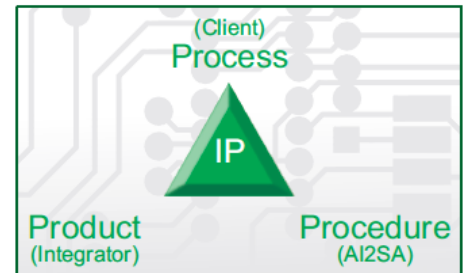 (Client)
Process
IP
Product
(Integrator)
Procedure
(AI2SA)